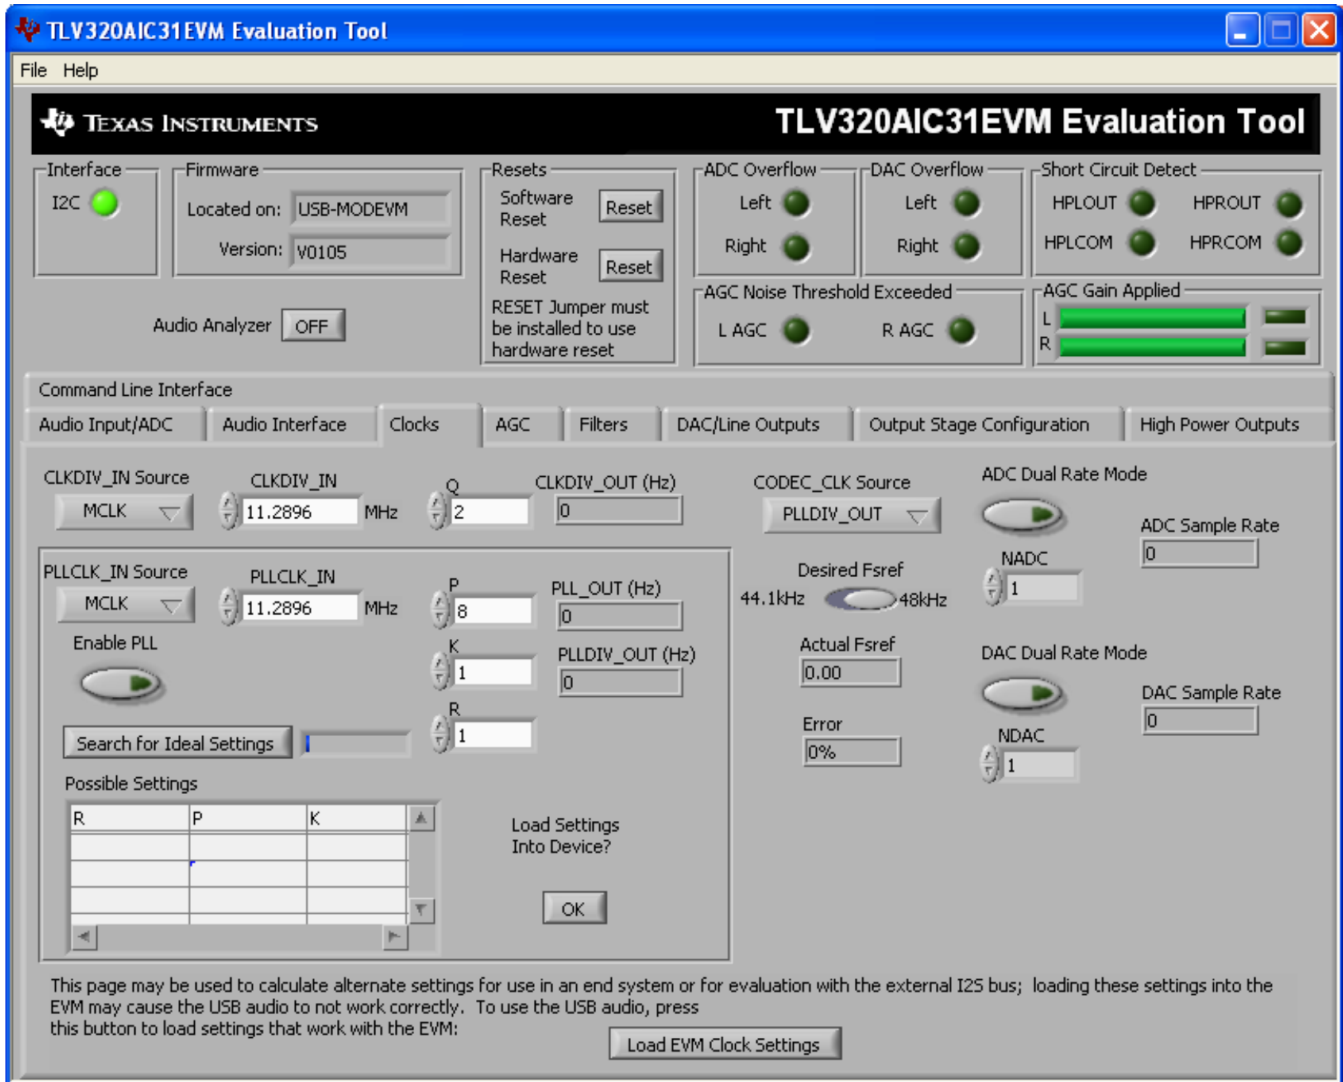 TLV320AIC31EVM Evaluation Tool
File Help
TEXAS INSTRUMENTS
TLV320AIC31EVM Evaluation Tool
Interface
I2C
Firmware
Located on: USB-MODEVM
Version: V0105
Audio Analyzer OFF
Resets
Software Reset Reset
Hardware Reset Reset
RESET Jumper must
be installed to use
hardware reset
ADC Overflow
Left
Right
DAC Overflow
Left
Right
Short Circuit Detect
HPLOUT HPROUT
HPLCOM HPRCOM
AGC Noise Threshold Exceeded
L AGC R AGC
AGC Gain Applied
L
R
Command Line Interface
Audio Input/ADC Audio Interface Clocks AGC Filters DAC/Line Outputs Output Stage Configuration High Power Outputs
CLKDIV_IN Source
MCLK
CLKDIV_IN
11.2896 MHz
Q
2
CLKDIV_OUT (Hz)
0
PLLCLK_IN Source
MCLK
PLLCLK_IN
11.2896 MHz
P
8
PLL_OUT (Hz)
0
Enable PLL
K
1
PLLDIV_OUT (Hz)
0
R
1
Search for Ideal Settings
Possible Settings
R P K
Load Settings
Into Device?
OK
CODEC_CLK Source
PLLDIV_OUT
Desired Fsref
44.1kHz 48kHz
Actual Fsref
0.00
Error
0%
ADC Dual Rate Mode
NADC
1
ADC Sample Rate
0
DAC Dual Rate Mode
NDAC
1
DAC Sample Rate
0
This page may be used to calculate alternate settings for use in an end system or for evaluation with the external I2S bus; loading these settings into the
EVM may cause the USB audio to not work correctly. To use the USB audio, press
this button to load settings that work with the EVM:
Load EVM Clock Settings